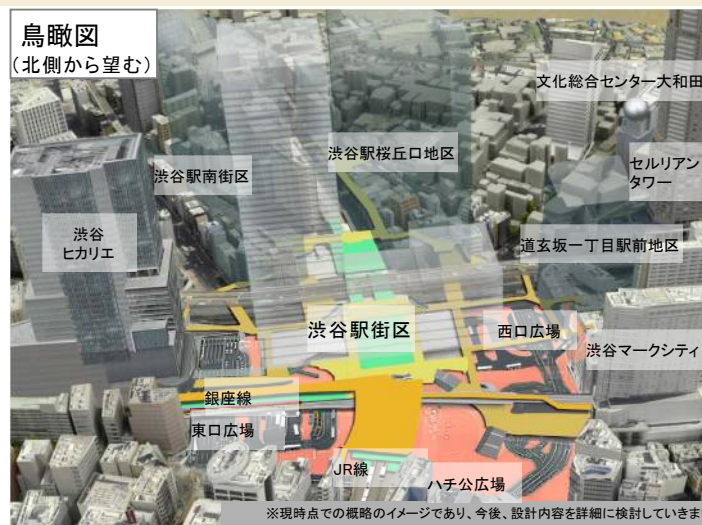 鳥瞰図
(北側から望む)
文化総合センター大和田
渋谷駅桜丘口地区
渋谷駅南街区
セルリアン
タワー
渋谷
ヒカリエ
道玄坂一丁目駅前地区
渋谷駅街区
西口広場
渋谷マークシティ
銀座線
東口広場
JR線
ハチ公広場
※現時点での概略のイメージであり、今後、設計内容を詳細に検討していきま